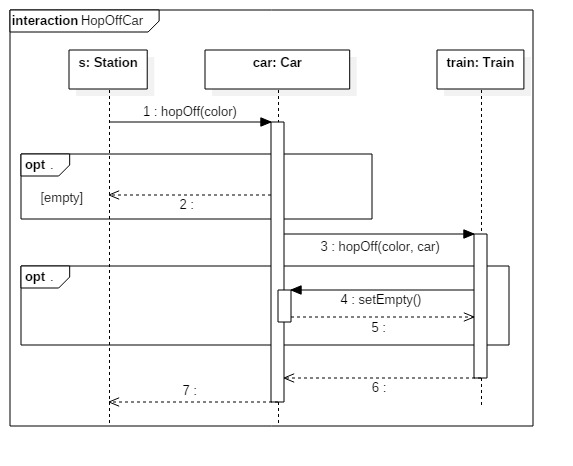 interaction HopOffCar
s: Station
car: Car
train: Train
1 : hopOff(color)
opt .
[empty]
2 :
3 : hopOff(color, car)
opt .
4 : setEmpty()
5 :
6 :
7 :